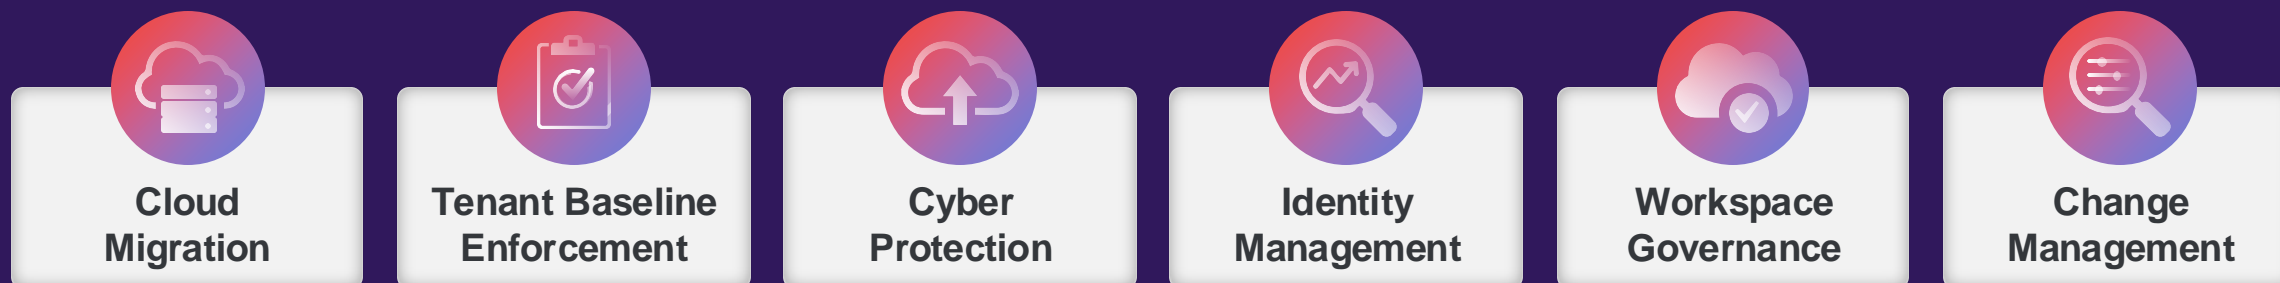 Cloud
Migration
Tenant Baseline
Enforcement
Cyber
Protection
Identity
Management
Workspace
Governance
Change
Management